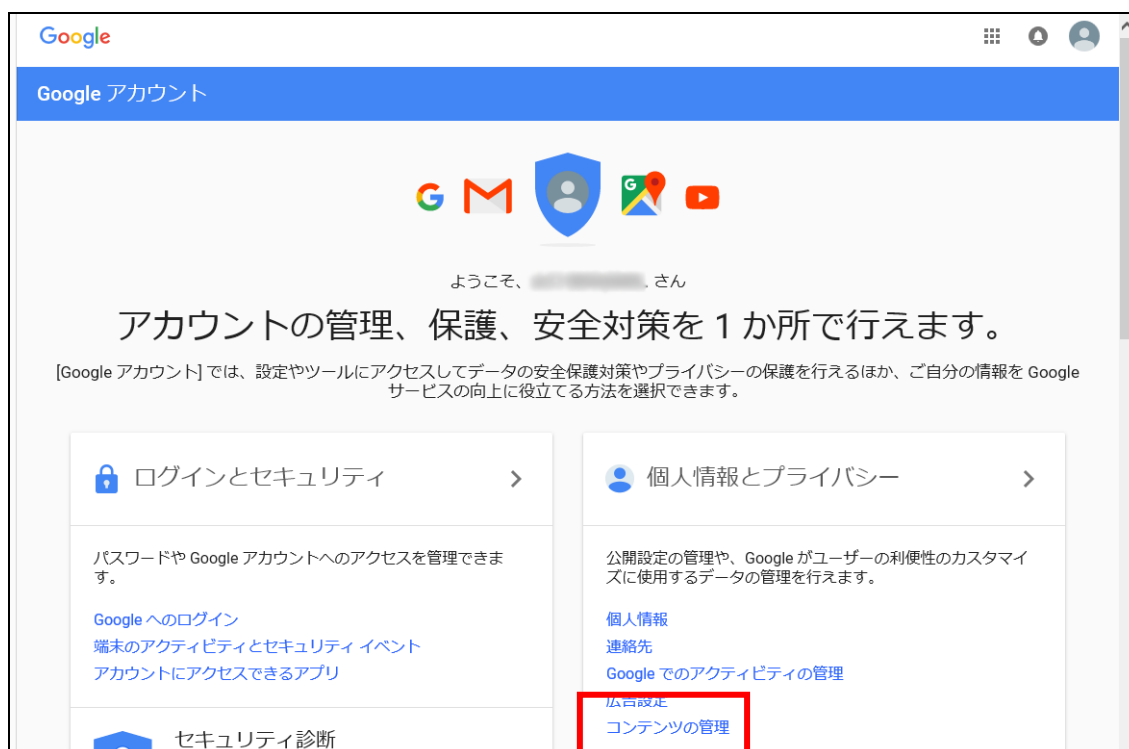 Google
Google アカウント
ようこそ、 さん
アカウントの管理、保護、安全対策を 1 か所で行えます。
[Google アカウント] では、設定やツールにアクセスしてデータの安全保護対策やプライバシーの保護を行えるほか、ご自分の情報を Google
サービスの向上に役立てる方法を選択できます。
ログインとセキュリティ
パスワードや Google アカウントへのアクセスを管理できま
す。
Google へのログイン
端末のアクティビティとセキュリティ イベント
アカウントにアクセスできるアプリ
セキュリティ診断
個人情報とプライバシー
公開設定の管理や、Google がユーザーの利便性のカスタマイ
ズに使用するデータの管理を行えます。
個人情報
連絡先
Google でのアクティビティの管理
広告設定
コンテンツの管理